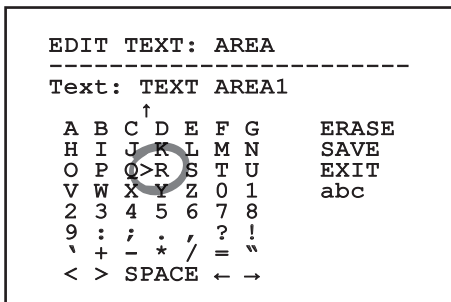 EDIT TEXT: AREA
------------------------
Text: TEXT AREA1
↑
A B C D E F G ERASE
H I J K L M N SAVE
O P Q>R S T U EXIT
V W X Y Z 0 1 abc
2 3 4 5 6 7 8
9 : ; . , ? !
‵ + - * / = ‶
< > SPACE ← →